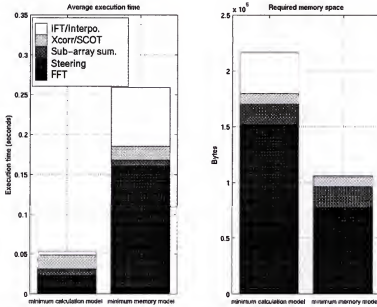 Average execution time
0.35
0.3
0.25
0.2
0.15
0.1
0.05
0
Execution time (seconds)
IFT/Interpo.
Xcorr/SCOT
Sub-array sum.
Steering
FFT
minimum calculation model minimum memory model
Required memory space
x 10⁶
2.5
2
1.5
1
0.5
0
Bytes
minimum calculation model minimum memory model